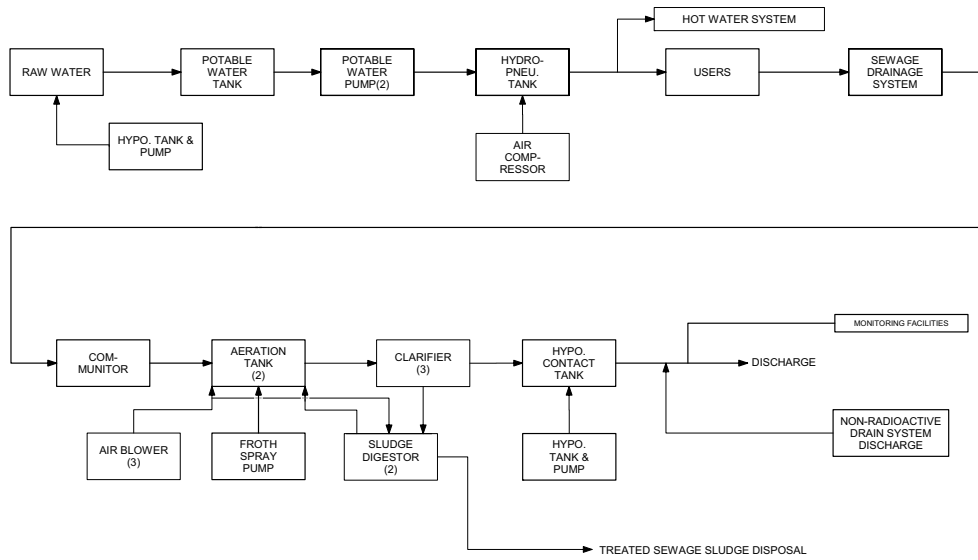 HOT WATER SYSTEM
RAW WATER
POTABLE
WATER
TANK
POTABLE
WATER
PUMP(2)
HYDRO-
PNEU.
TANK
USERS
SEWAGE
DRAINAGE
SYSTEM
HYPO. TANK &
PUMP
AIR
COMP-
RESSOR
MONITORING FACILITIES
COM-
MUNITOR
AERATION
TANK
(2)
CLARIFIER
(3)
HYPO.
CONTACT
TANK
DISCHARGE
AIR BLOWER
(3)
FROTH
SPRAY
PUMP
SLUDGE
DIGESTOR
(2)
HYPO.
TANK &
PUMP
NON-RADIOACTIVE
DRAIN SYSTEM
DISCHARGE
TREATED SEWAGE SLUDGE DISPOSAL